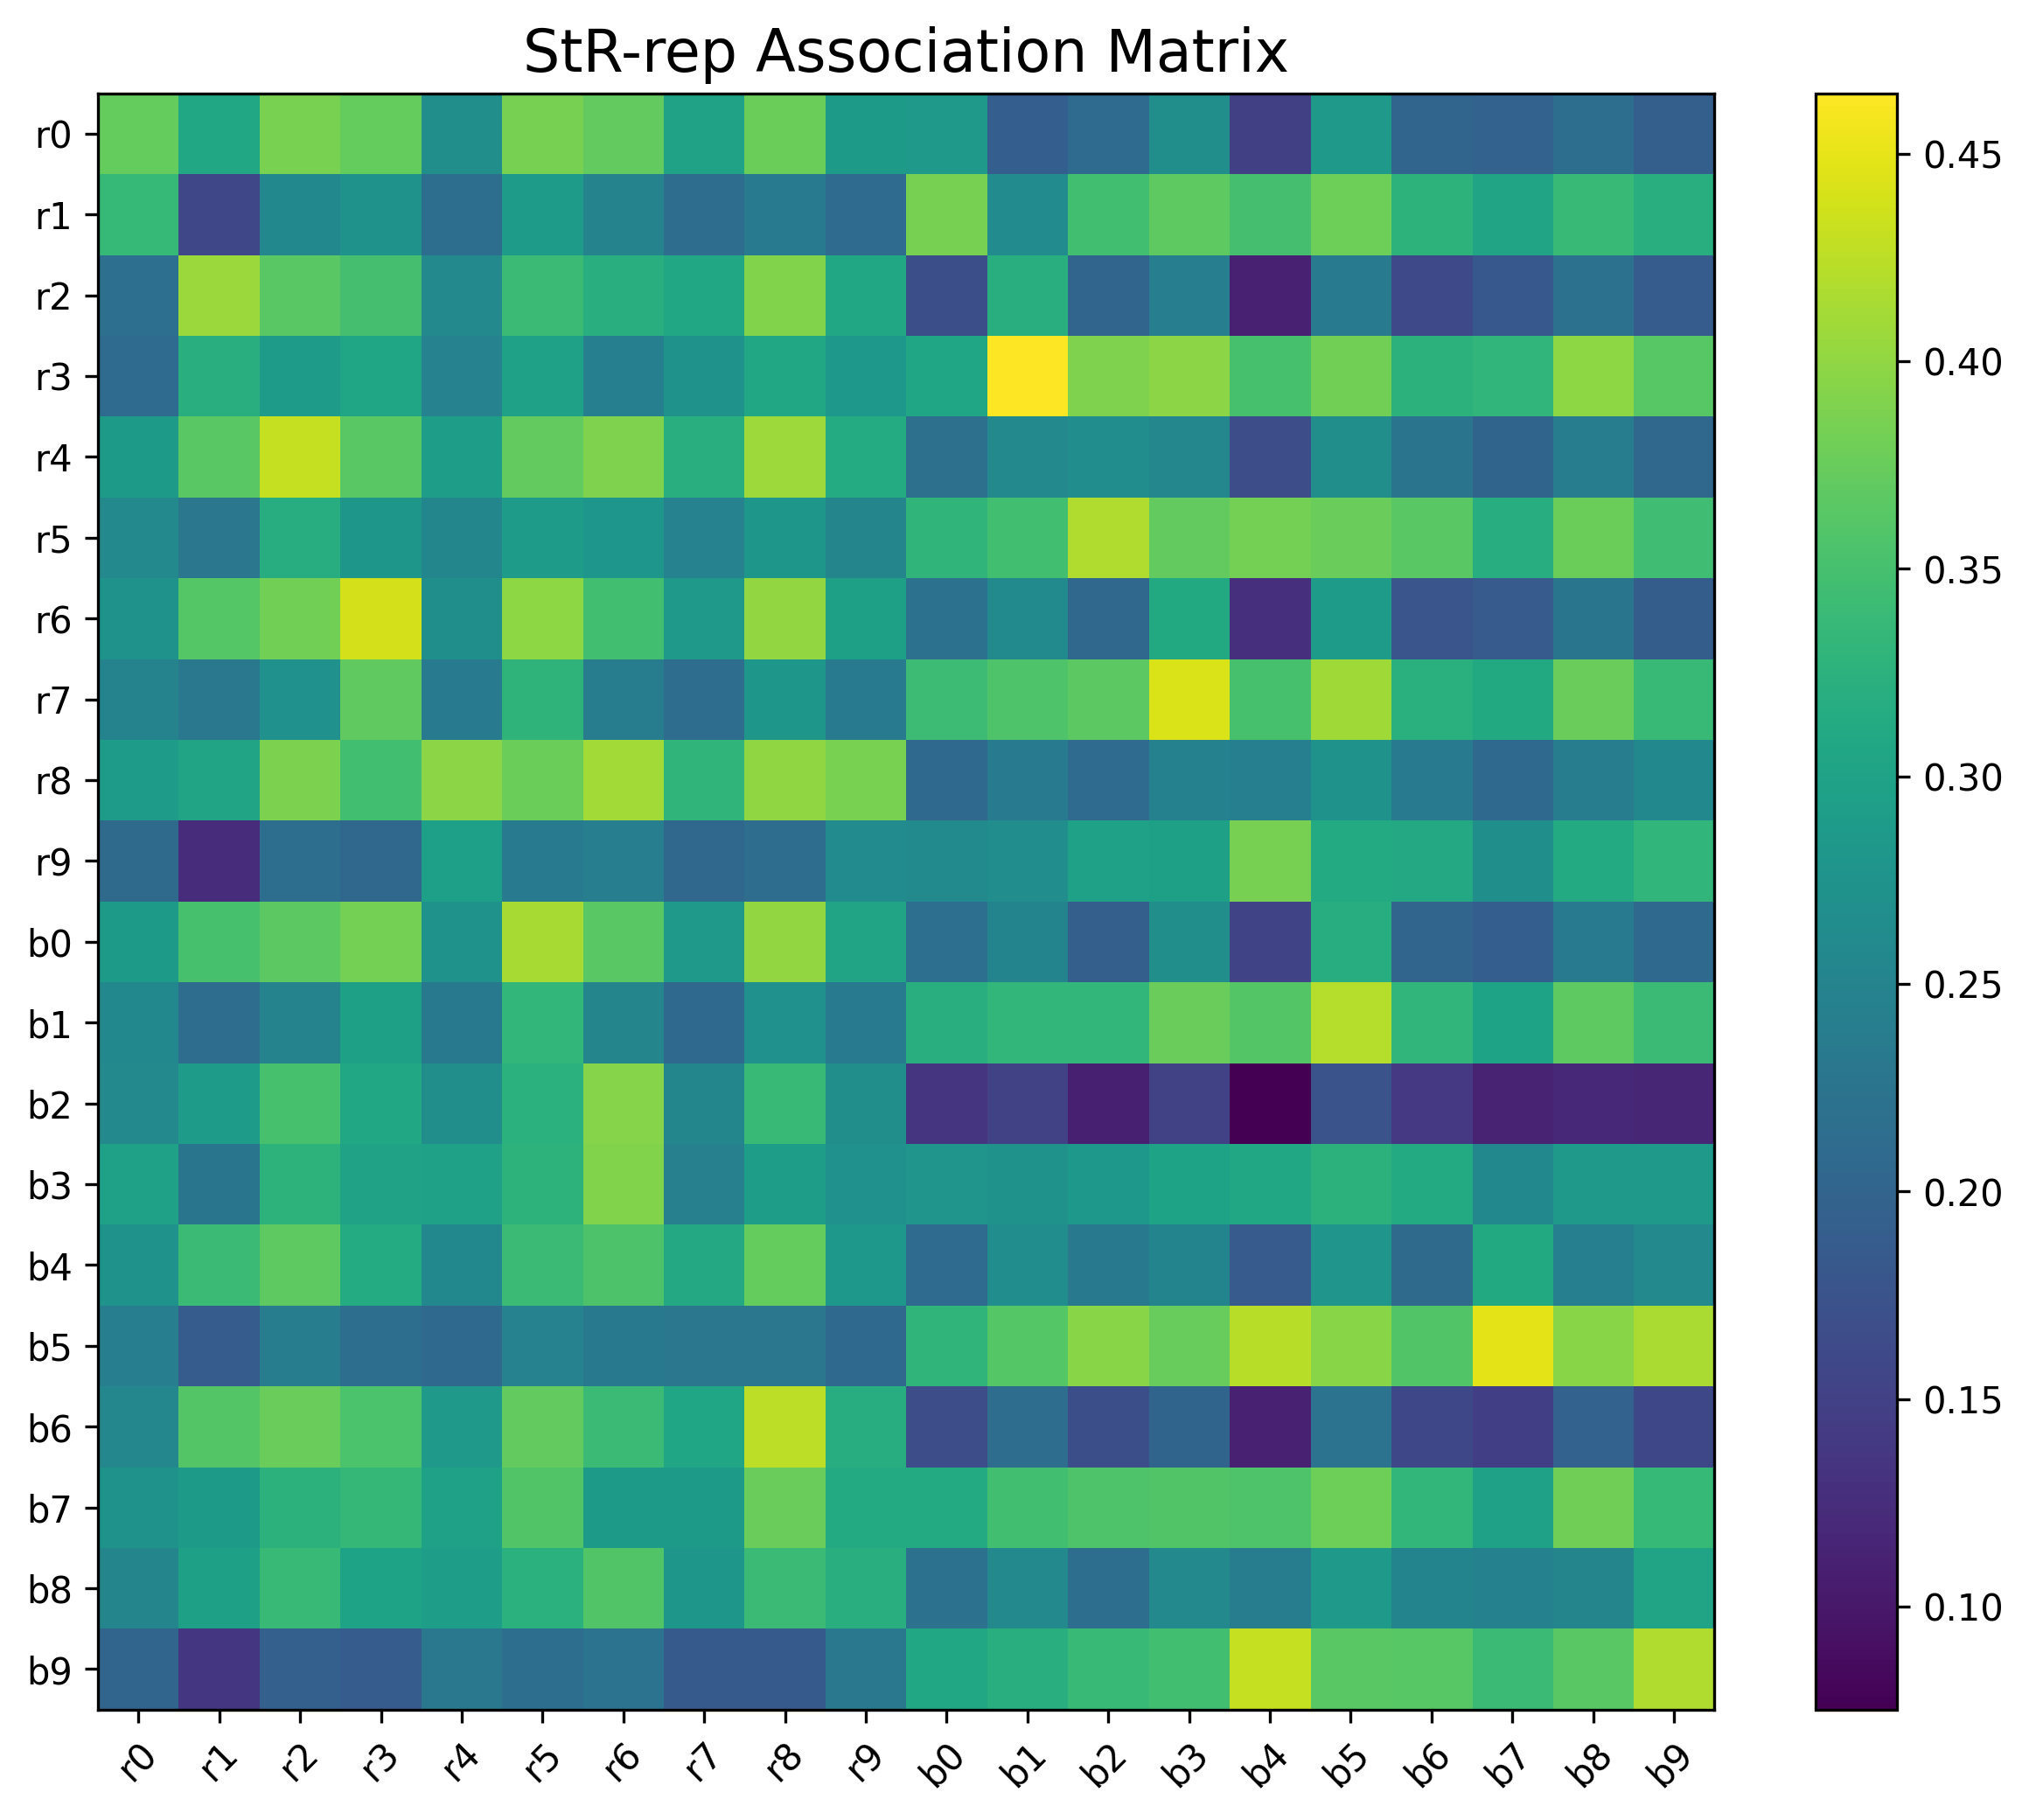 StR-rep Association Matrix
r0
r1
r2
r3
r4
r5
r6
r7
r8
r9
b0
b1
b2
b3
b4
b5
b6
b7
b8
b9
r0 r1 r2 r3 r4 r5 r6 r7 r8 r9 b0 b1 b2 b3 b4 b5 b6 b7 b8 b9
0.45
0.40
0.35
0.30
0.25
0.20
0.15
0.10